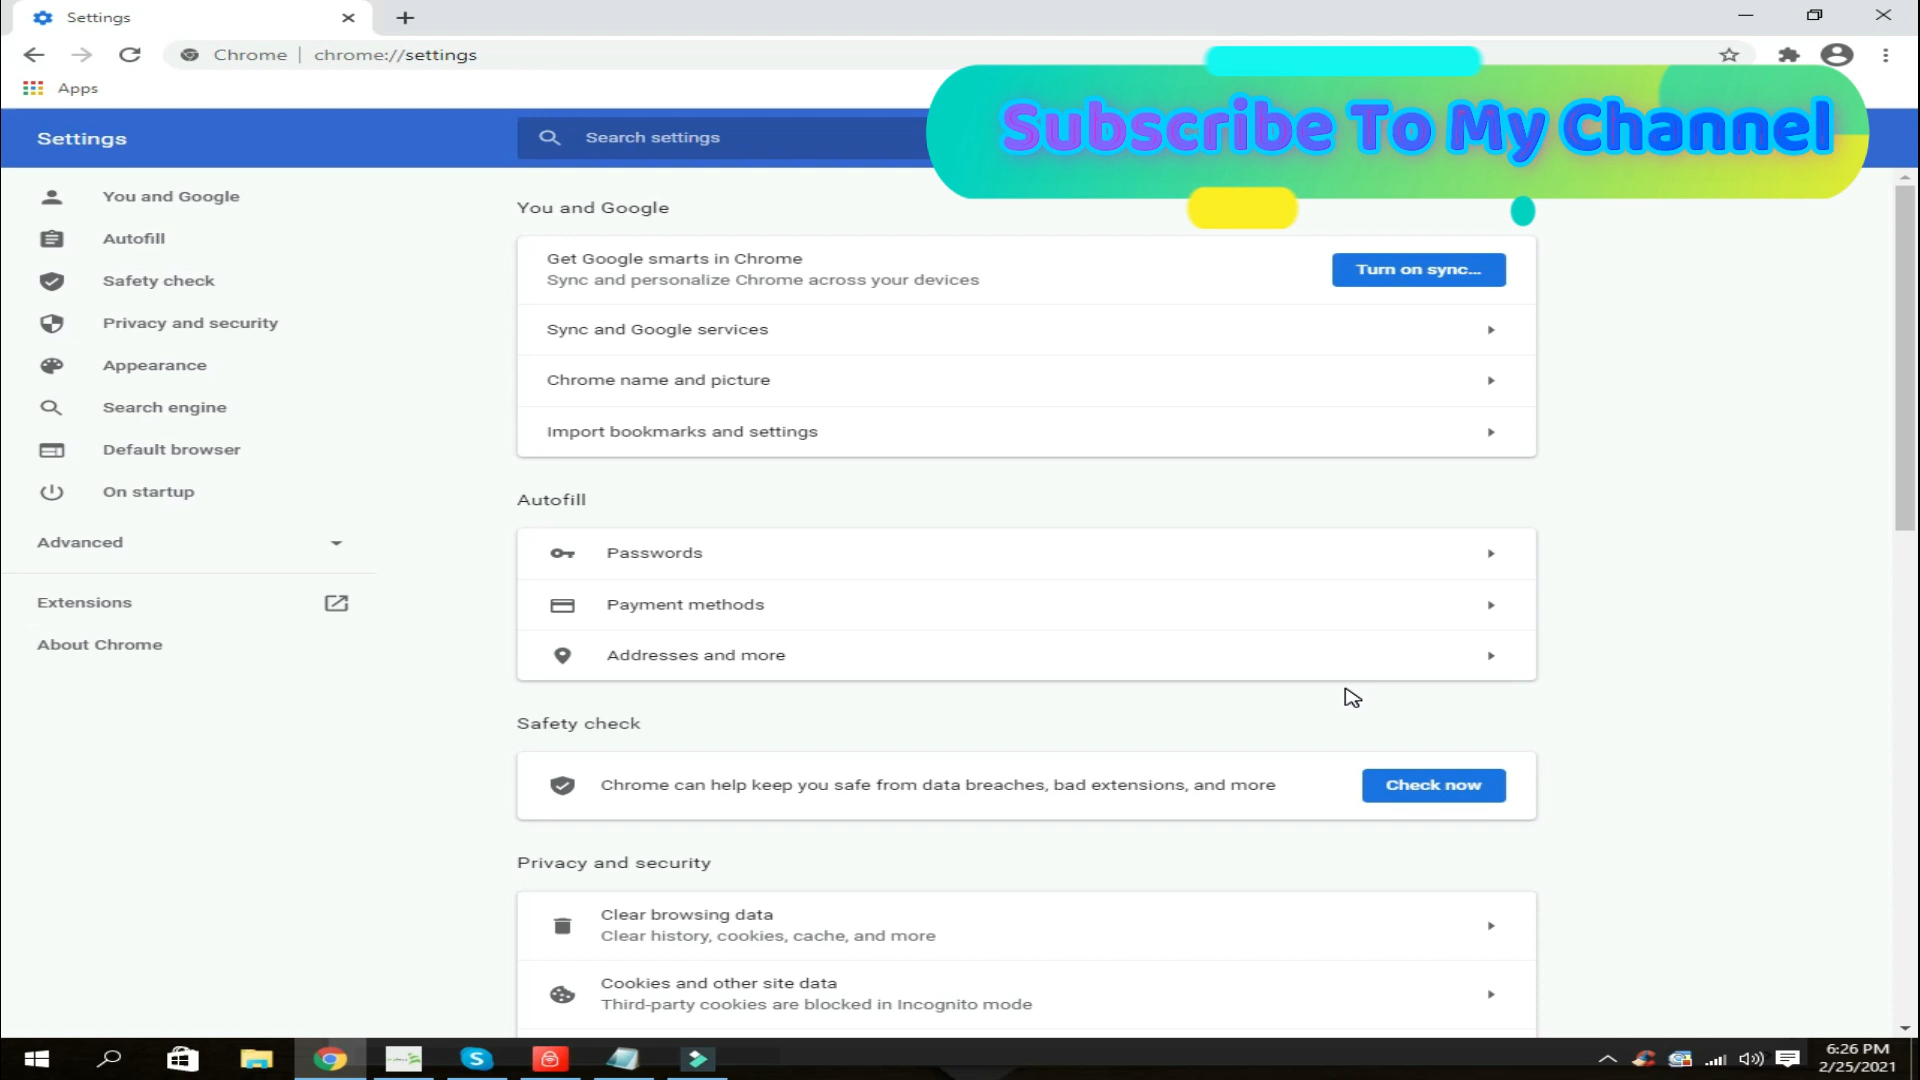 Settings
Chrome | chrome://settings
Apps
Subscribe To My Channel
Settings
Search settings
You and Google
Autofill
Safety check
Privacy and security
Appearance
Search engine
Default browser
On startup
Advanced
Extensions
About Chrome
You and Google
Get Google smarts in Chrome
Sync and personalize Chrome across your devices
Turn on sync...
Sync and Google services
Chrome name and picture
Import bookmarks and settings
Autofill
Passwords
Payment methods
Addresses and more
Safety check
Chrome can help keep you safe from data breaches, bad extensions, and more
Check now
Privacy and security
Clear browsing data
Clear history, cookies, cache, and more
Cookies and other site data
Third-party cookies are blocked in Incognito mode
6:26 PM
2/25/2021